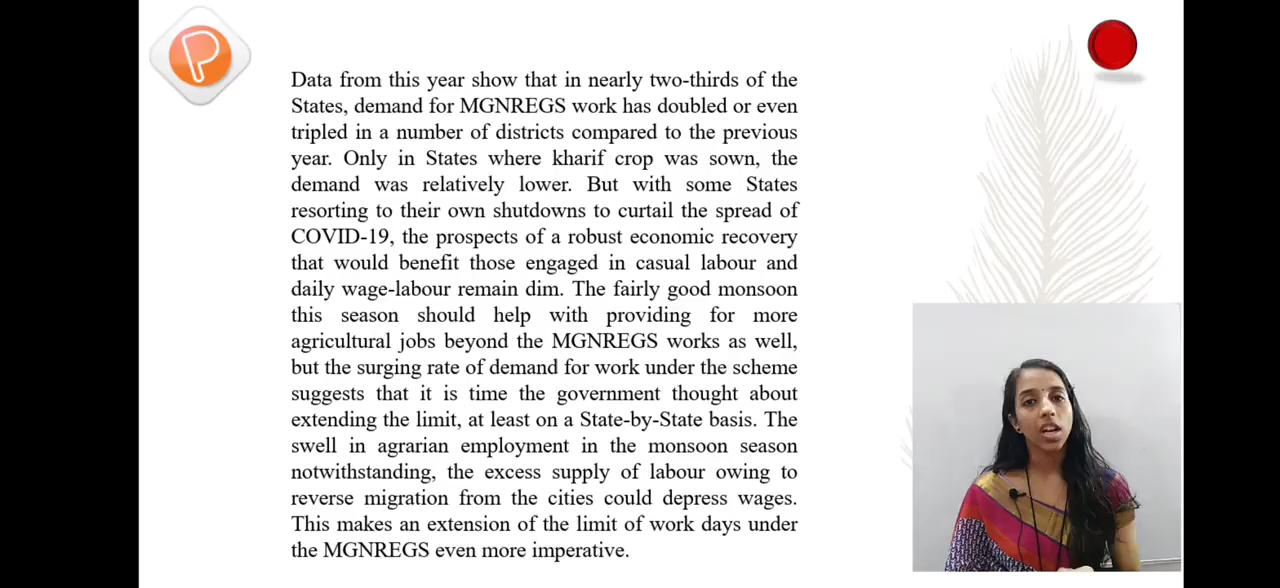 P
Data from this year show that in nearly two-thirds of the
States, demand for MGNREGS work has doubled or even
tripled in a number of districts compared to the previous
year. Only in States where kharif crop was sown, the
demand was relatively lower. But with some States
resorting to their own shutdowns to curtail the spread of
COVID-19, the prospects of a robust economic recovery
that would benefit those engaged in casual labour and
daily wage-labour remain dim. The fairly good monsoon
this season should help with providing for more
agricultural jobs beyond the MGNREGS works as well,
but the surging rate of demand for work under the scheme
suggests that it is time the government thought about
extending the limit, at least on a State-by-State basis. The
swell in agrarian employment in the monsoon season
notwithstanding, the excess supply of labour owing to
reverse migration from the cities could depress wages.
This makes an extension of the limit of work days under
the MGNREGS even more imperative.